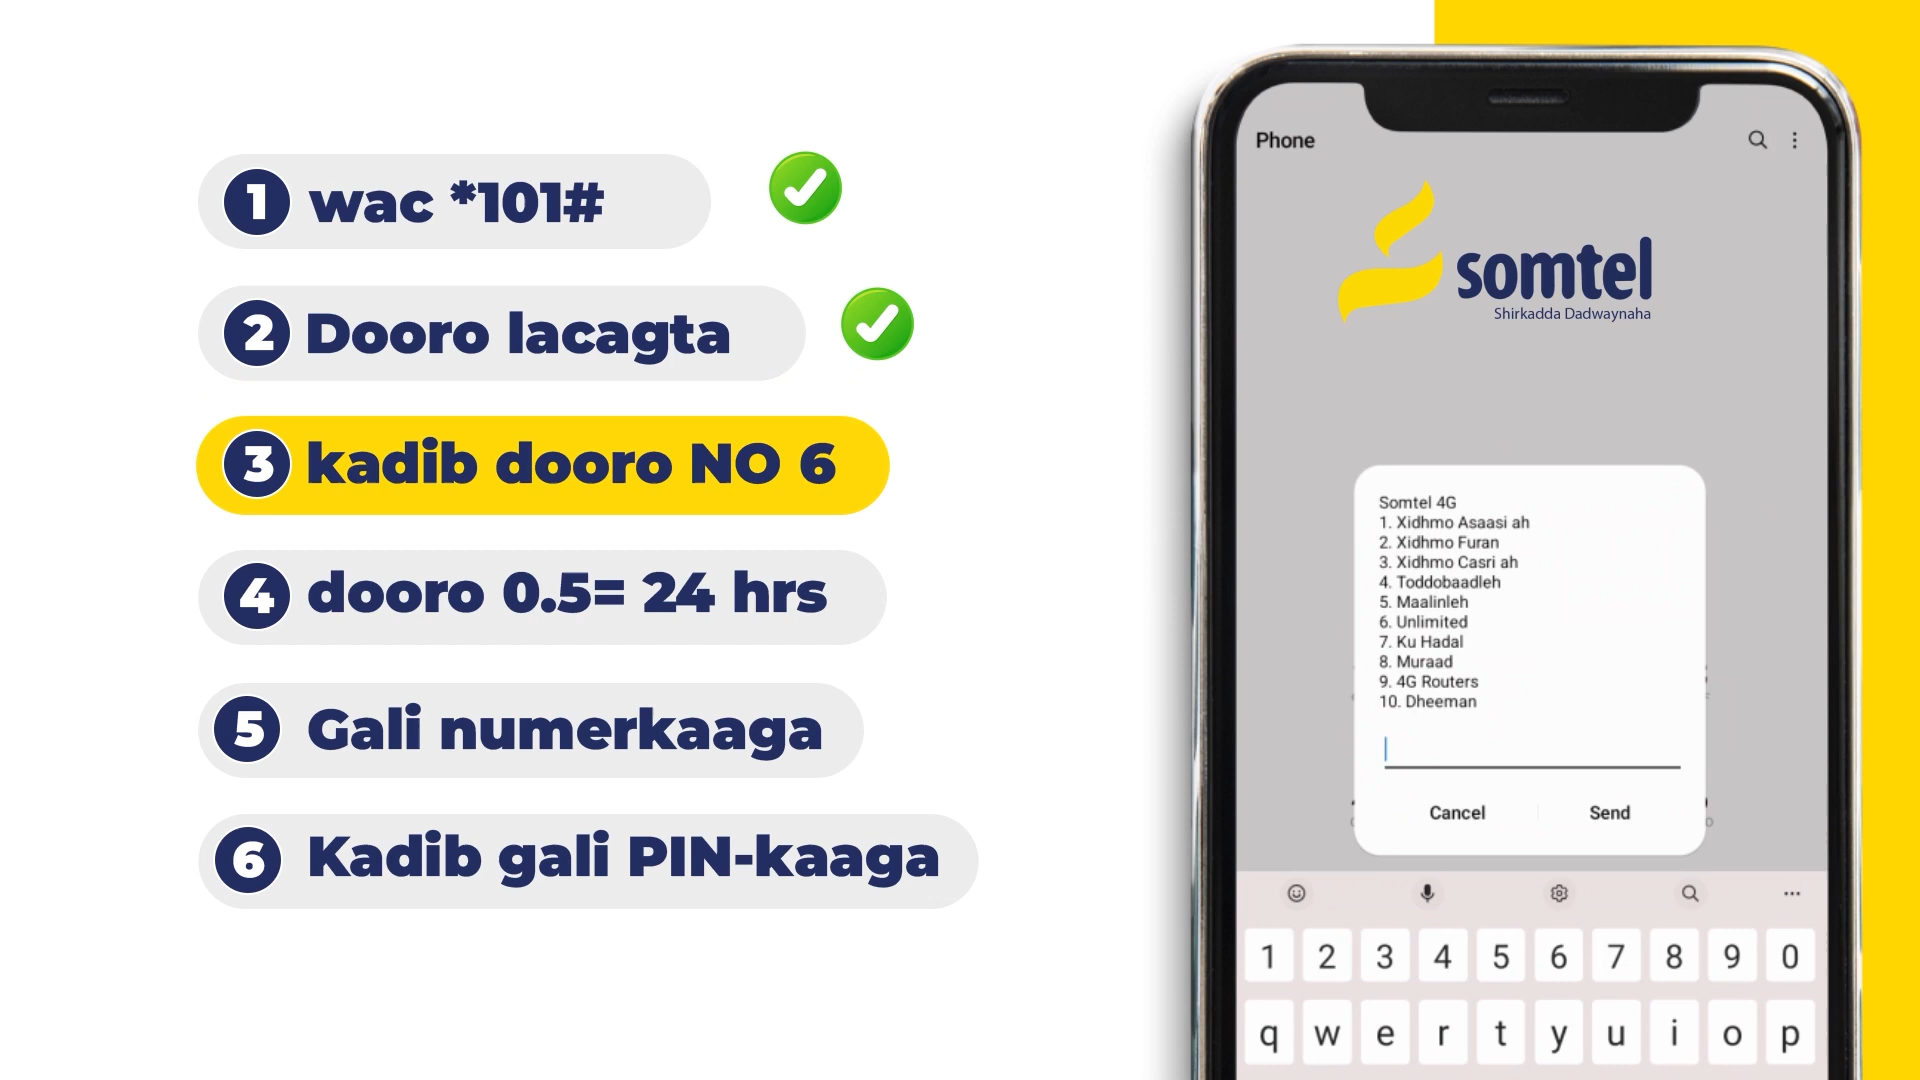 1 wac *101#
2 Dooro lacagta
3 kadib dooro NO 6
4 dooro 0.5= 24 hrs
5 Gali numerkaaga
6 Kadib gali PIN-kaaga
Phone
somtel
Shirkadda Dadwaynaha
Somtel 4G
1. Xidhmo Asaasi ah
2. Xidhmo Furan
3. Xidhmo Casri ah
4. Toddobaadleh
5. Maalinleh
6. Unlimited
7. Ku Hadal
8. Muraad
9. 4G Routers
10. Dheeman
Cancel Send
1 2 3 4 5 6 7 8 9 0
q w e r t y u i o p